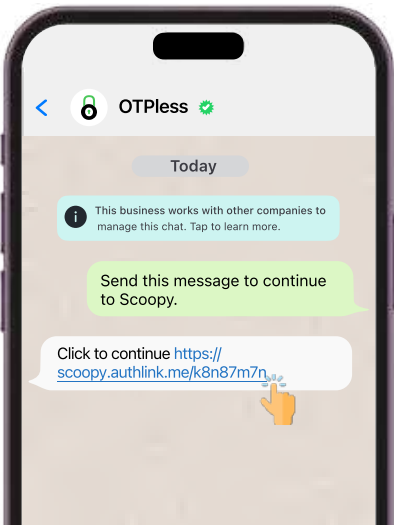 OTPless
Today
This business works with other companies to
manage this chat. Tap to learn more.
Send this message to continue
to Scoopy.
Click to continue https://
scoopy.authlink.me/k8n87m7n